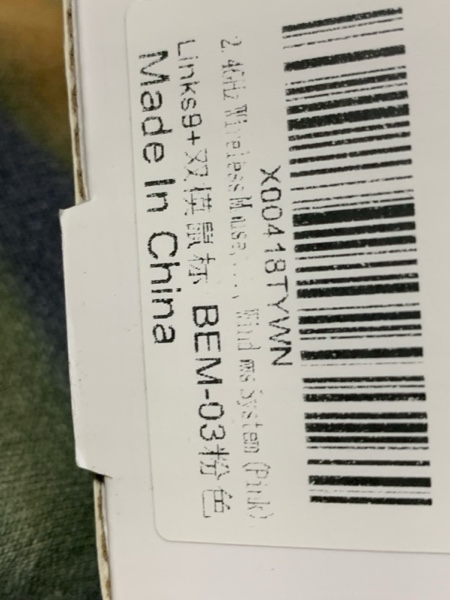 X00418TYWN
2.4GHz Wireless Mouse,..., Windows System (Pink)
Links9+双模鼠标 BEM-03粉色
Made In China